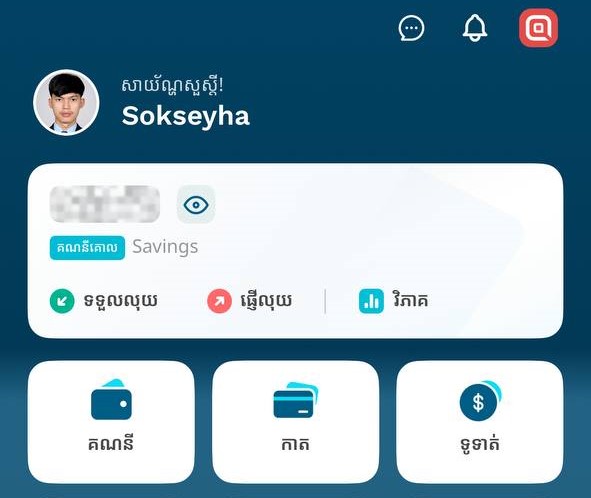 សាយ័ណ្ហសួស្តី!
Sokseyha
គណនីគោល Savings
ទទួលលុយ ផ្ញើលុយ វិភាគ
គណនី កាត ទូទាត់